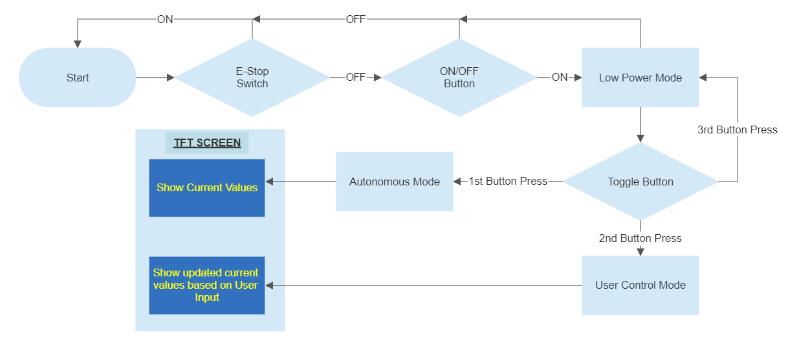 ON
OFF
Start
E-Stop
Switch
OFF
ON/OFF
Button
ON
Low Power Mode
3rd Button Press
TFT SCREEN
Show Current Values
Autonomous Mode
1st Button Press
Toggle Button
2nd Button Press
Show updated current
values based on User
Input
User Control Mode